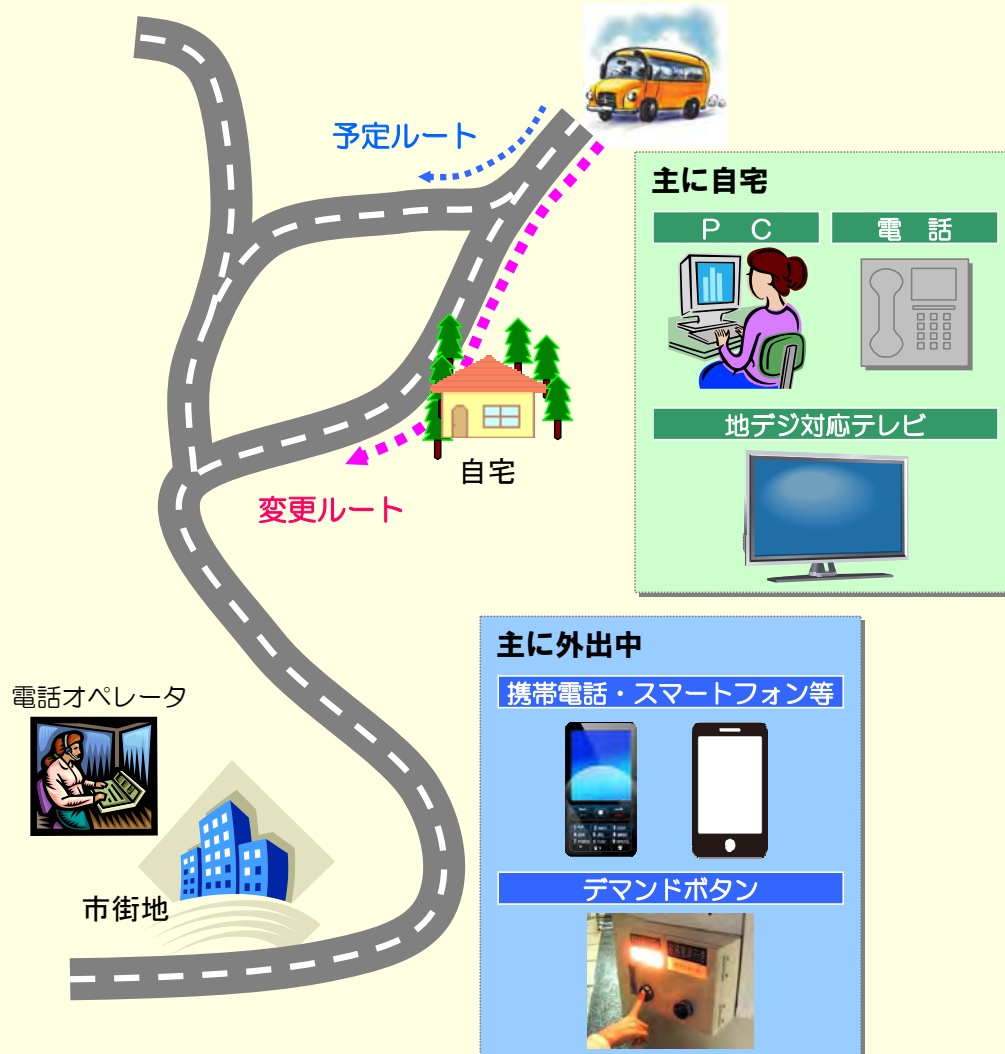 予定ルート
主に自宅
ＰＣ
電話
地デジ対応テレビ
自宅
変更ルート
主に外出中
携帯電話・スマートフォン等
電話オペレータ
デマンドボタン
市街地